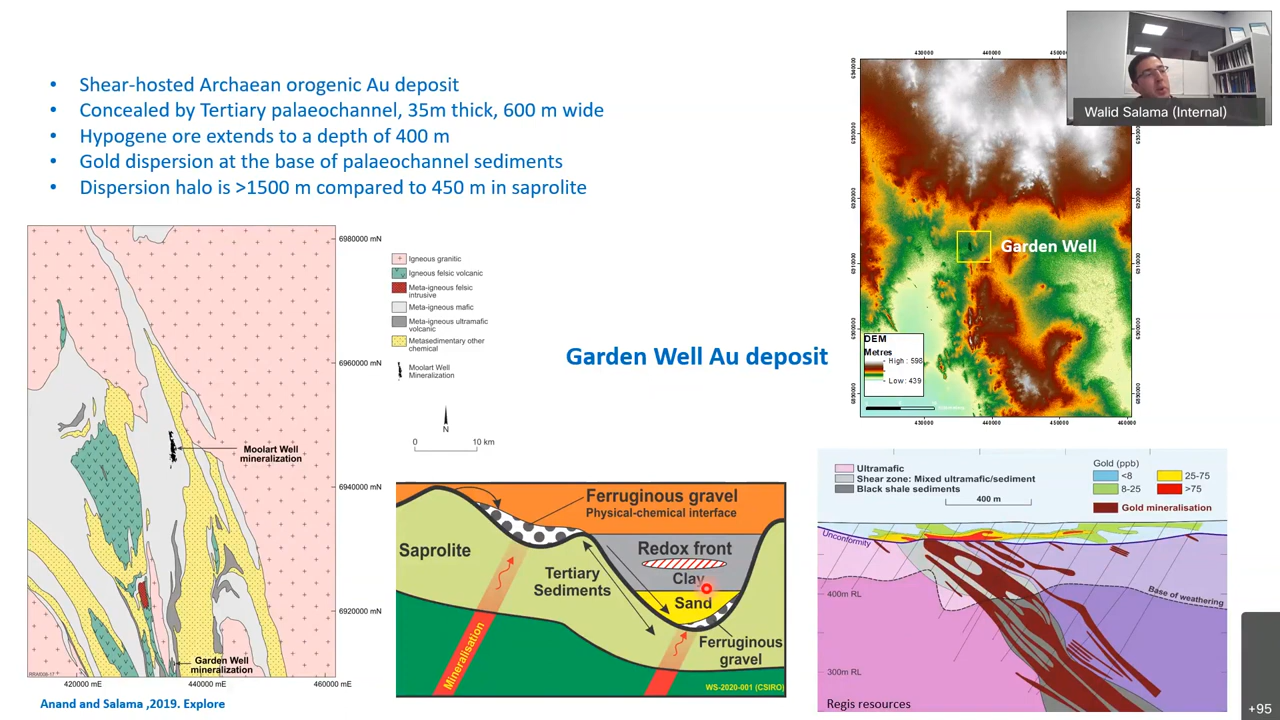 • Shear-hosted Archaean orogenic Au deposit
• Concealed by Tertiary palaeochannel, 35m thick, 600 m wide
• Hypogene ore extends to a depth of 400 m
• Gold dispersion at the base of palaeochannel sediments
• Dispersion halo is >1500 m compared to 450 m in saprolite
Walid Salama (Internal)
430000 440000
Garden Well
DEM
Metres
High : 598
Low: 439
430000 440000 460000
6980000 mN
6960000 mN
6940000 mN
6920000 mN
420000 mE 440000 mE 460000 mE
Moolart Well
mineralization
Garden Well
mineralization
Igneous granitic
Igneous felsic volcanic
Meta-igneous felsic
intrusive
Meta-igneous mafic
Meta-igneous ultramafic
volcanic
Metasedimentary other
chemical
Moolart Well
Mineralization
N
0 10 km
Anand and Salama ,2019. Explore
Garden Well Au deposit
Ferruginous gravel
Physical-chemical interface
Saprolite
Redox front
Clay
Tertiary
Sediments
Sand
Ferruginous
gravel
Mineralisation
WS-2020-001 (CSIRO)
Ultramafic
Shear zone: Mixed ultramafic/sediment
Black shale sediments
400 m
Gold (ppb)
<8 25-75
8-25 >75
Gold mineralisation
Unconformity
400m RL
Base of weathering
300m RL
Regis resources
+95